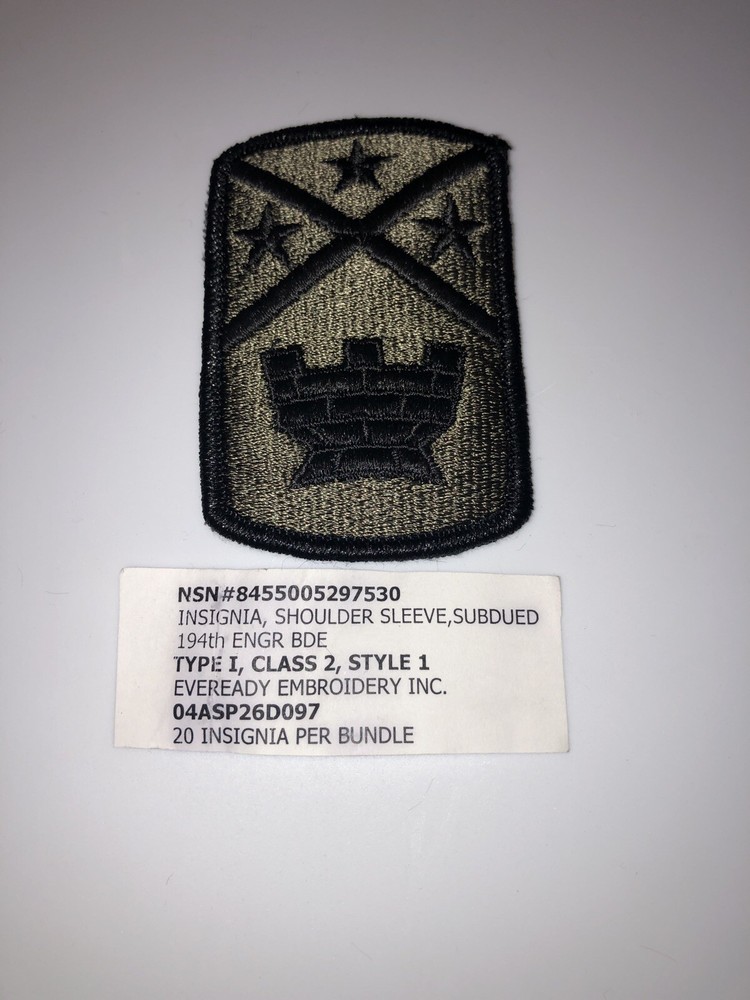 NSN#8455005297530
INSIGNIA, SHOULDER SLEEVE,SUBDUED
194th ENGR BDE
TYPE I, CLASS 2, STYLE 1
EVEREADY EMBROIDERY INC.
04ASP26D097
20 INSIGNIA PER BUNDLE